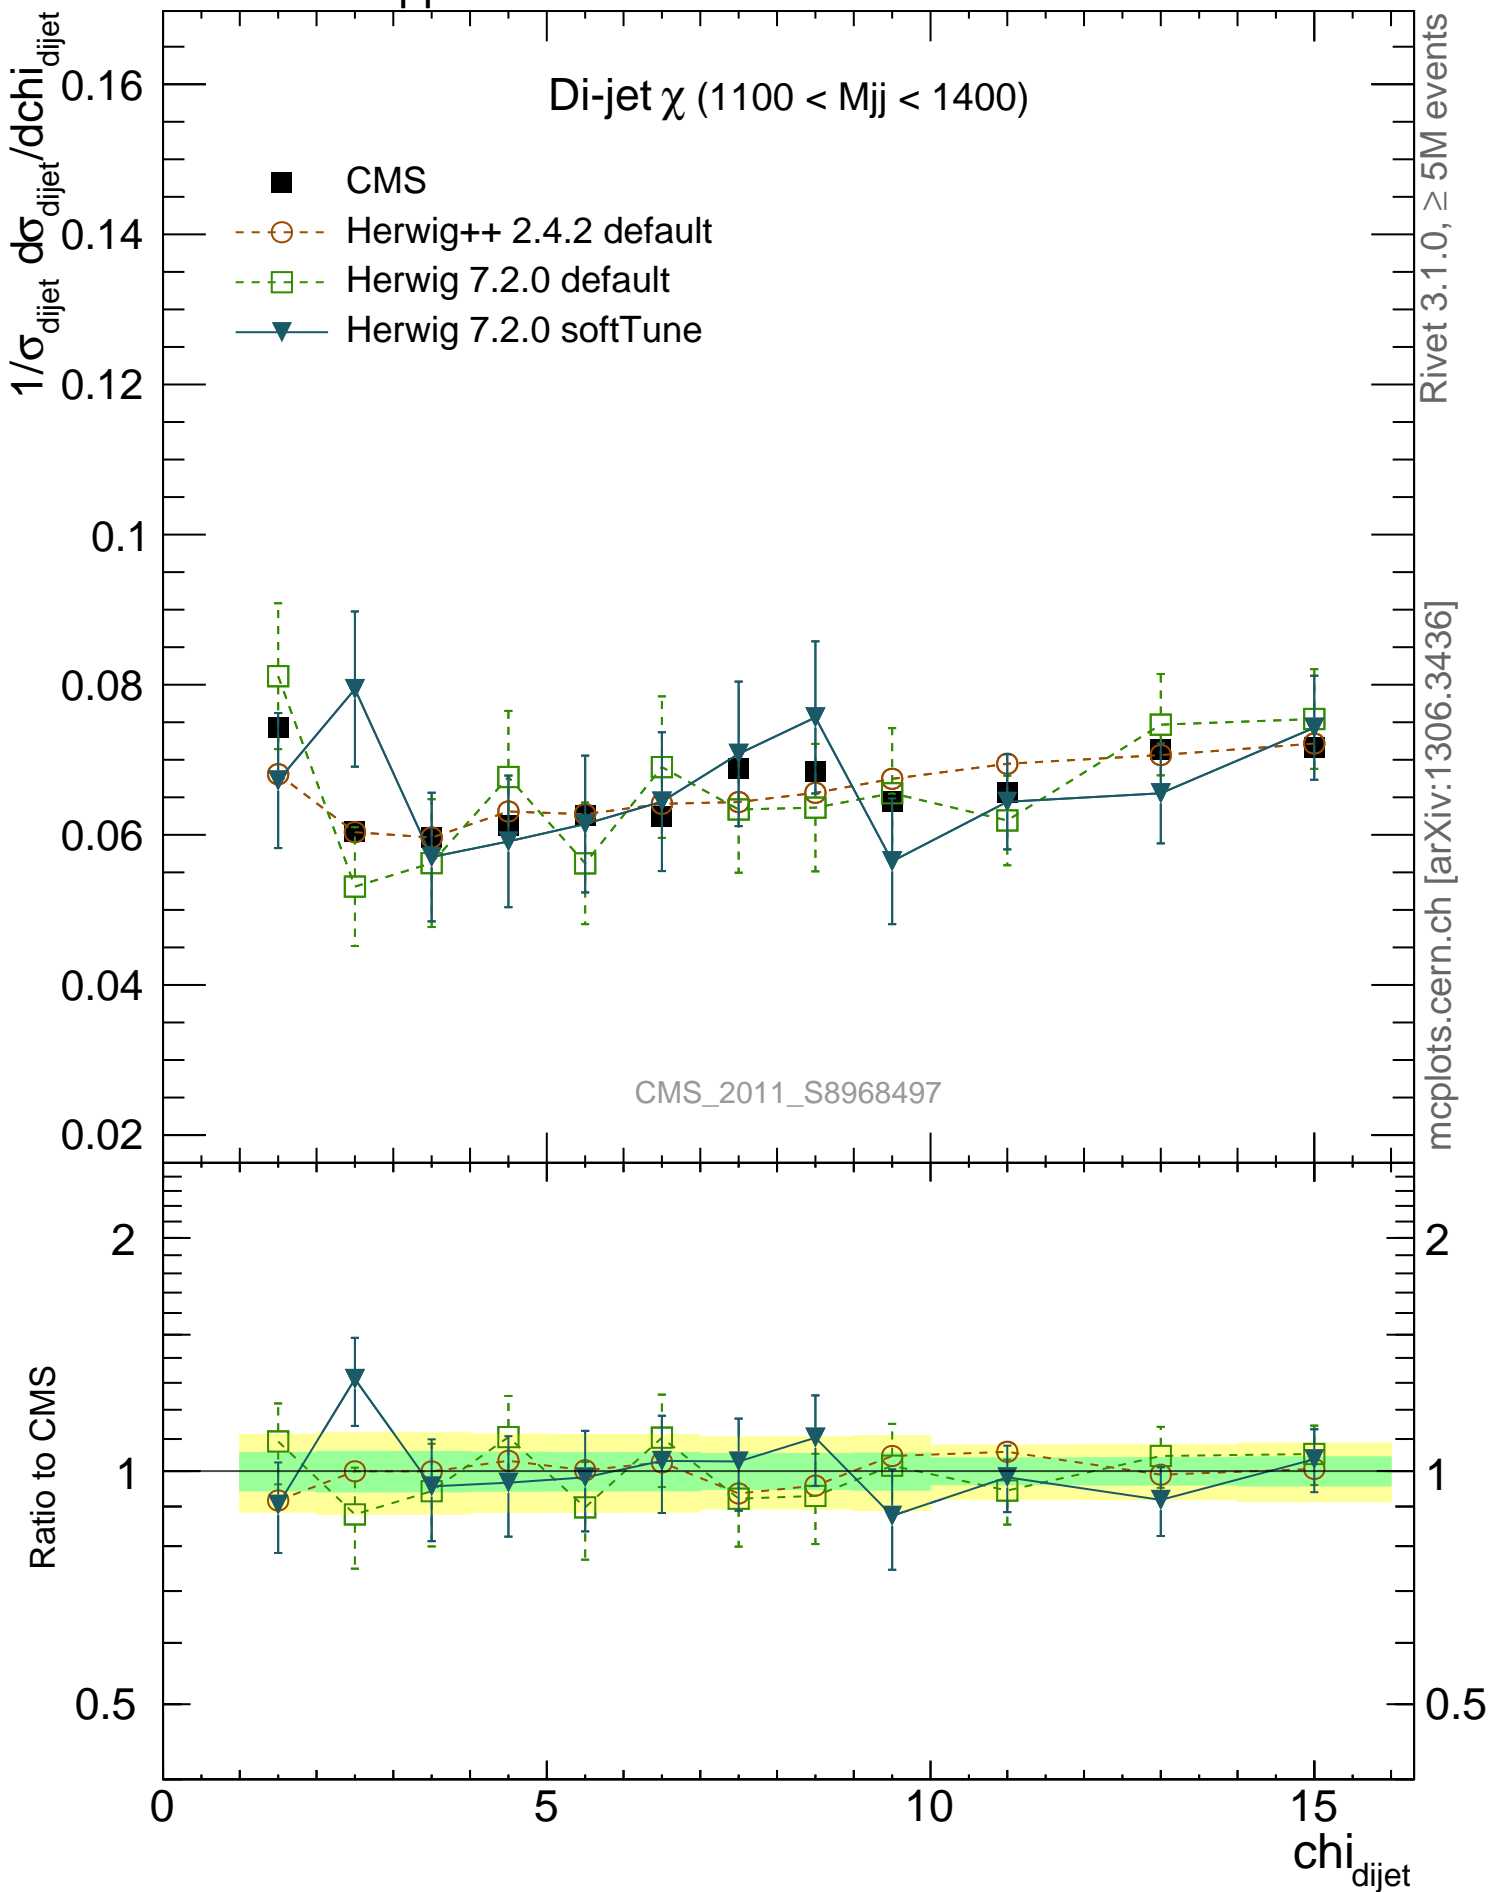 Di-jet χ (1100 < Mjj < 1400)
CMS
Herwig++ 2.4.2 default
Herwig 7.2.0 default
Herwig 7.2.0 softTune
1/σdijet dσdijet/dchidijet
0.16
0.14
0.12
0.1
0.08
0.06
0.04
0.02
CMS_2011_S8968497
Rivet 3.1.0, ≥ 5M events
mcplots.cern.ch [arXiv:1306.3436]
Ratio to CMS
2
1
0.5
2
1
0.5
0
5
10
15
chidijet